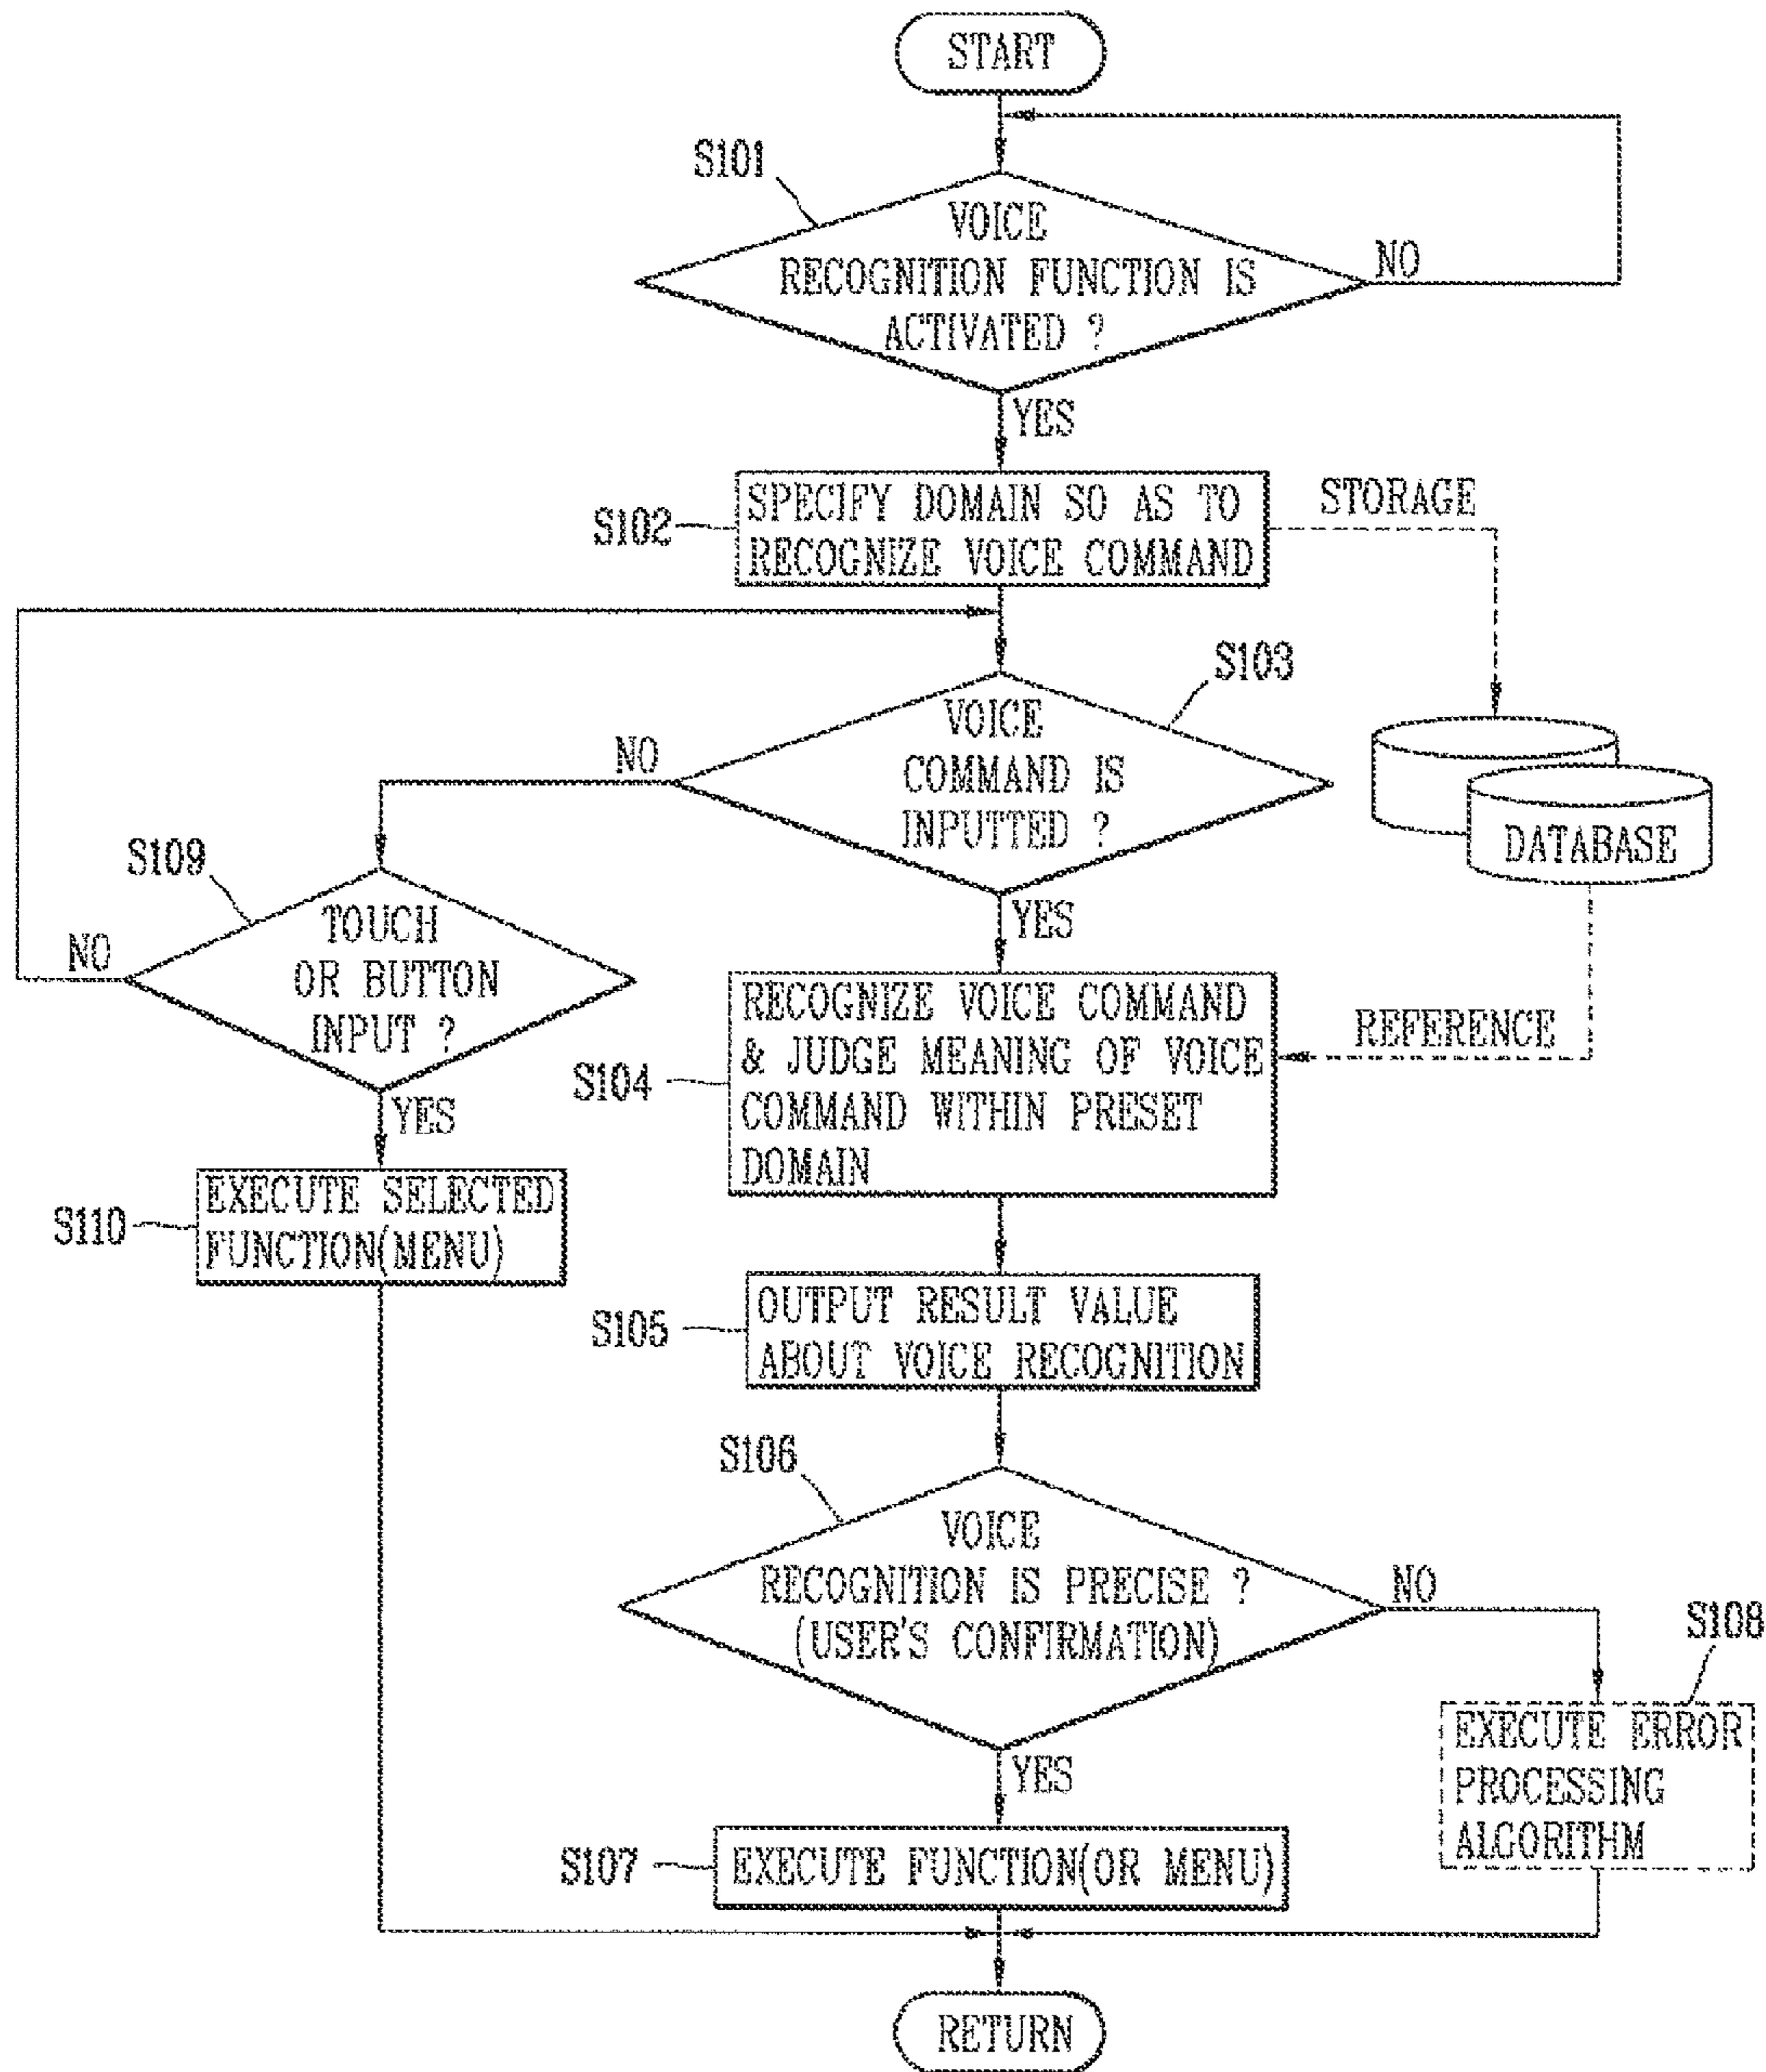 START
S101
VOICE
RECOGNITION FUNCTION IS
ACTIVATED ?
NO
YES
S102
SPECIFY DOMAIN SO AS TO
RECOGNIZE VOICE COMMAND
STORAGE
S103
VOICE
COMMAND IS
INPUTTED ?
NO
YES
DATABASE
S109
TOUCH
OR BUTTON
INPUT ?
NO
YES
REFERENCE
S104
RECOGNIZE VOICE COMMAND
& JUDGE MEANING OF VOICE
COMMAND WITHIN PRESET
DOMAIN
S110
EXECUTE SELECTED
FUNCTION(MENU)
S105
OUTPUT RESULT VALUE
ABOUT VOICE RECOGNITION
S106
VOICE
RECOGNITION IS PRECISE ?
(USER'S CONFIRMATION)
NO
YES
S108
EXECUTE ERROR
PROCESSING
ALGORITHM
S107
EXECUTE FUNCTION(OR MENU)
RETURN